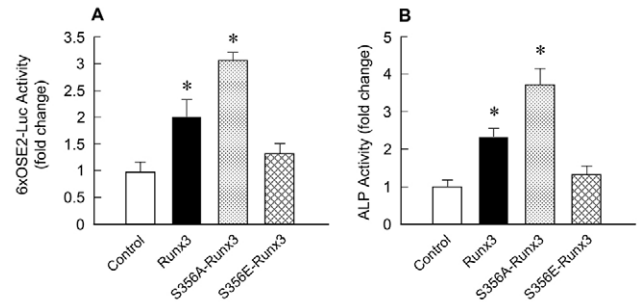 A
6xOSE2-Luc Activity
(fold change)
3.5
3
2.5
2
1.5
1
0.5
0
*
*
Control
Runx3
S356A-Runx3
S356E-Runx3
B
ALP Activity (fold change)
5
4
3
2
1
0
*
*
Control
Runx3
S356A-Runx3
S356E-Runx3